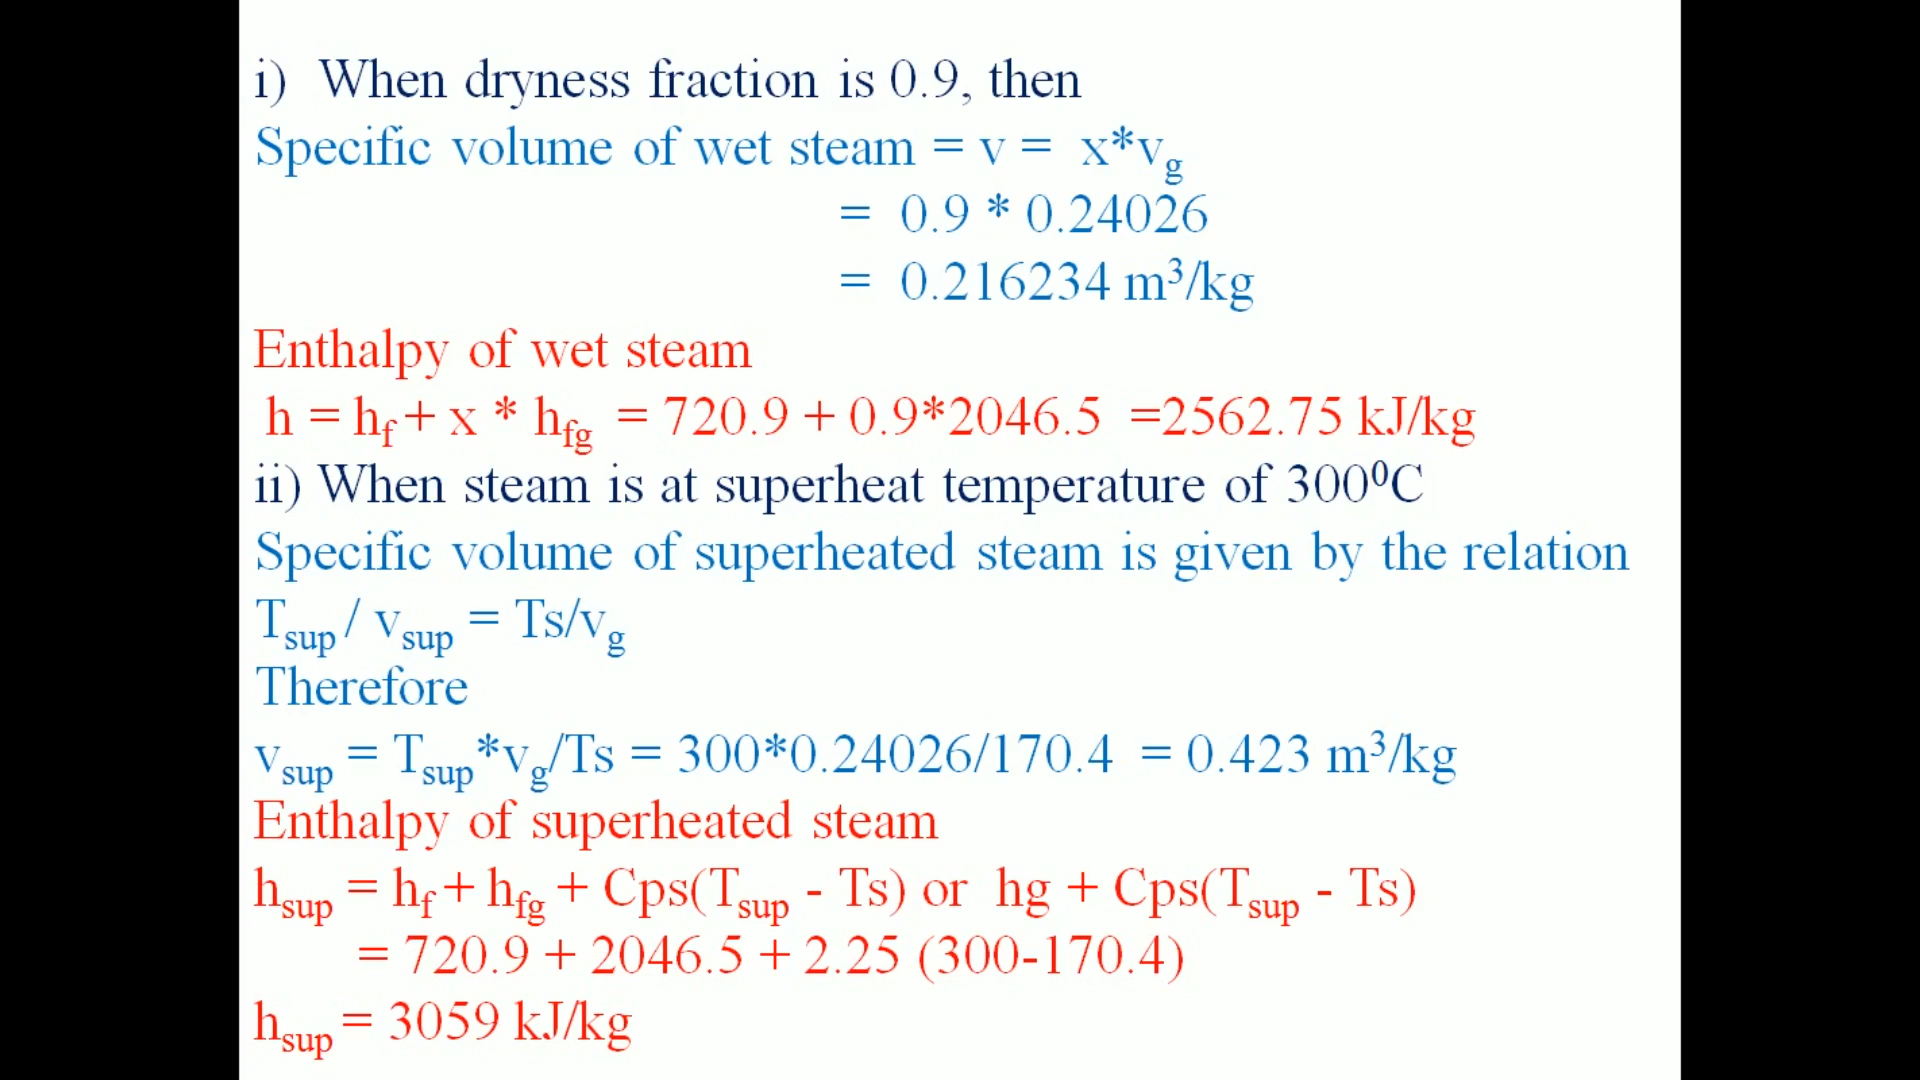 i) When dryness fraction is 0.9, then
Specific volume of wet steam = v = x*vg
= 0.9 * 0.24026
= 0.216234 m³/kg
Enthalpy of wet steam
h = hf + x * hfg = 720.9 + 0.9*2046.5 =2562.75 kJ/kg
ii) When steam is at superheat temperature of 300⁰C
Specific volume of superheated steam is given by the relation
Tsup / vsup = Ts/vg
Therefore
vsup = Tsup*vg/Ts = 300*0.24026/170.4 = 0.423 m³/kg
Enthalpy of superheated steam
hsup = hf + hfg + Cps(Tsup - Ts) or hg + Cps(Tsup - Ts)
= 720.9 + 2046.5 + 2.25 (300-170.4)
hsup = 3059 kJ/kg